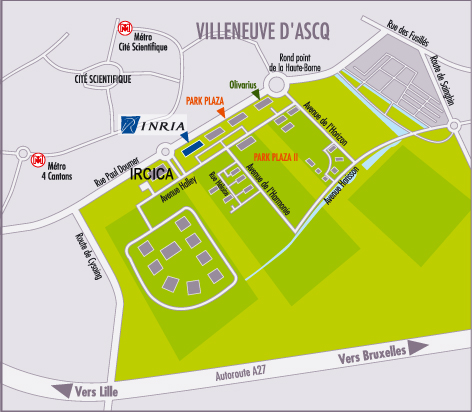 VILLENEUVE D'ASCQ
Métro
Cité Scientifique
Rue des Fusillés
Rond point
de la Haute-Borne
Route de Sainghin
CITÉ SCIENTIFIQUE
Olivarius
PARK PLAZA
INRIA
Avenue de l'Horizon
Métro
4 Cantons
Rue Paul Doumer
PARK PLAZA II
IRCICA
Avenue Halley
Rue Hélios
Avenue de l'Harmonie
Avenue Harisson
Route de Cysoing
Vers Bruxelles
Autoroute A27
Vers Lille